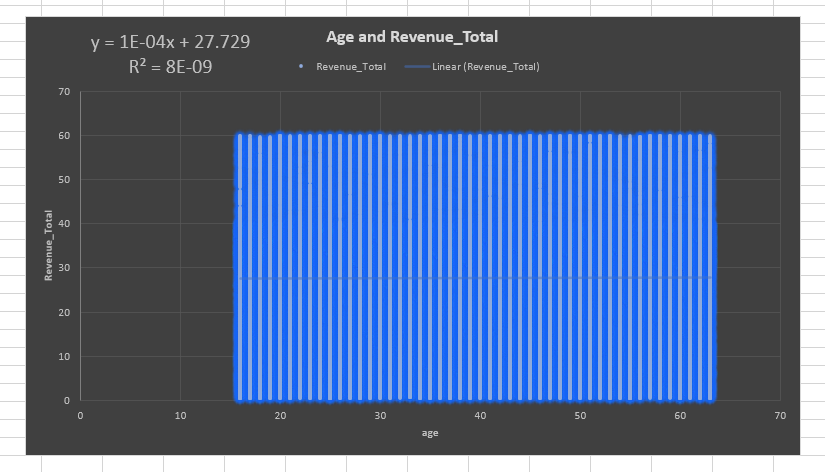 Age and Revenue_Total
y = 1E-04x + 27.729
R² = 8E-09
Revenue_Total
Linear (Revenue_Total)
70
60
50
40
30
20
10
0
Revenue_Total
0 10 20 30 40 50 60 70
age